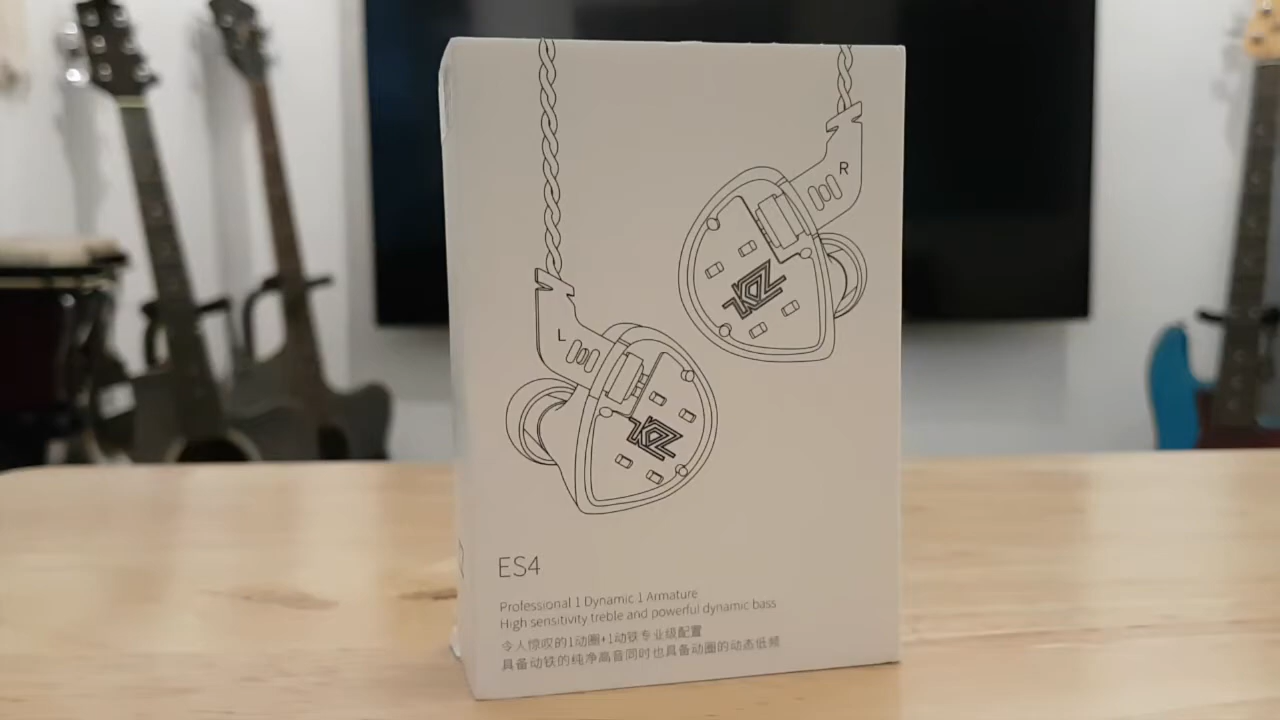 R
KZ
L
KZ
ES4
Professional 1 Dynamic 1 Armature
High sensitivity treble and powerful dynamic bass
令人惊叹的1动圈+1动铁专业级配置
具备动铁的纯净高音同时也具备动圈的动态低频